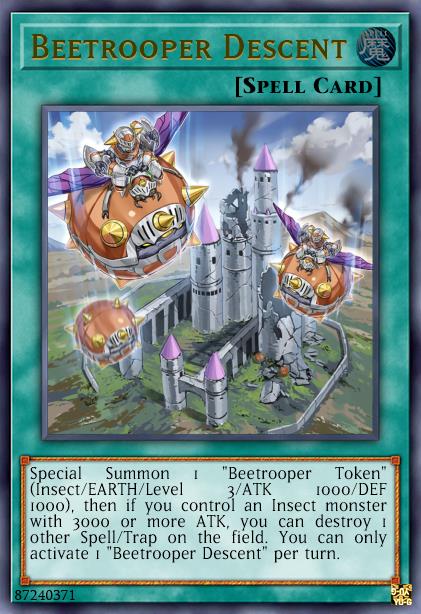 BEETROOPER DESCENT 魔
[SPELL CARD]
Special Summon 1 "Beetrooper Token"
(Insect/EARTH/Level 3/ATK 1000/DEF
1000), then if you control an Insect monster
with 3000 or more ATK, you can destroy 1
other Spell/Trap on the field. You can only
activate 1 "Beetrooper Descent" per turn.
87240371